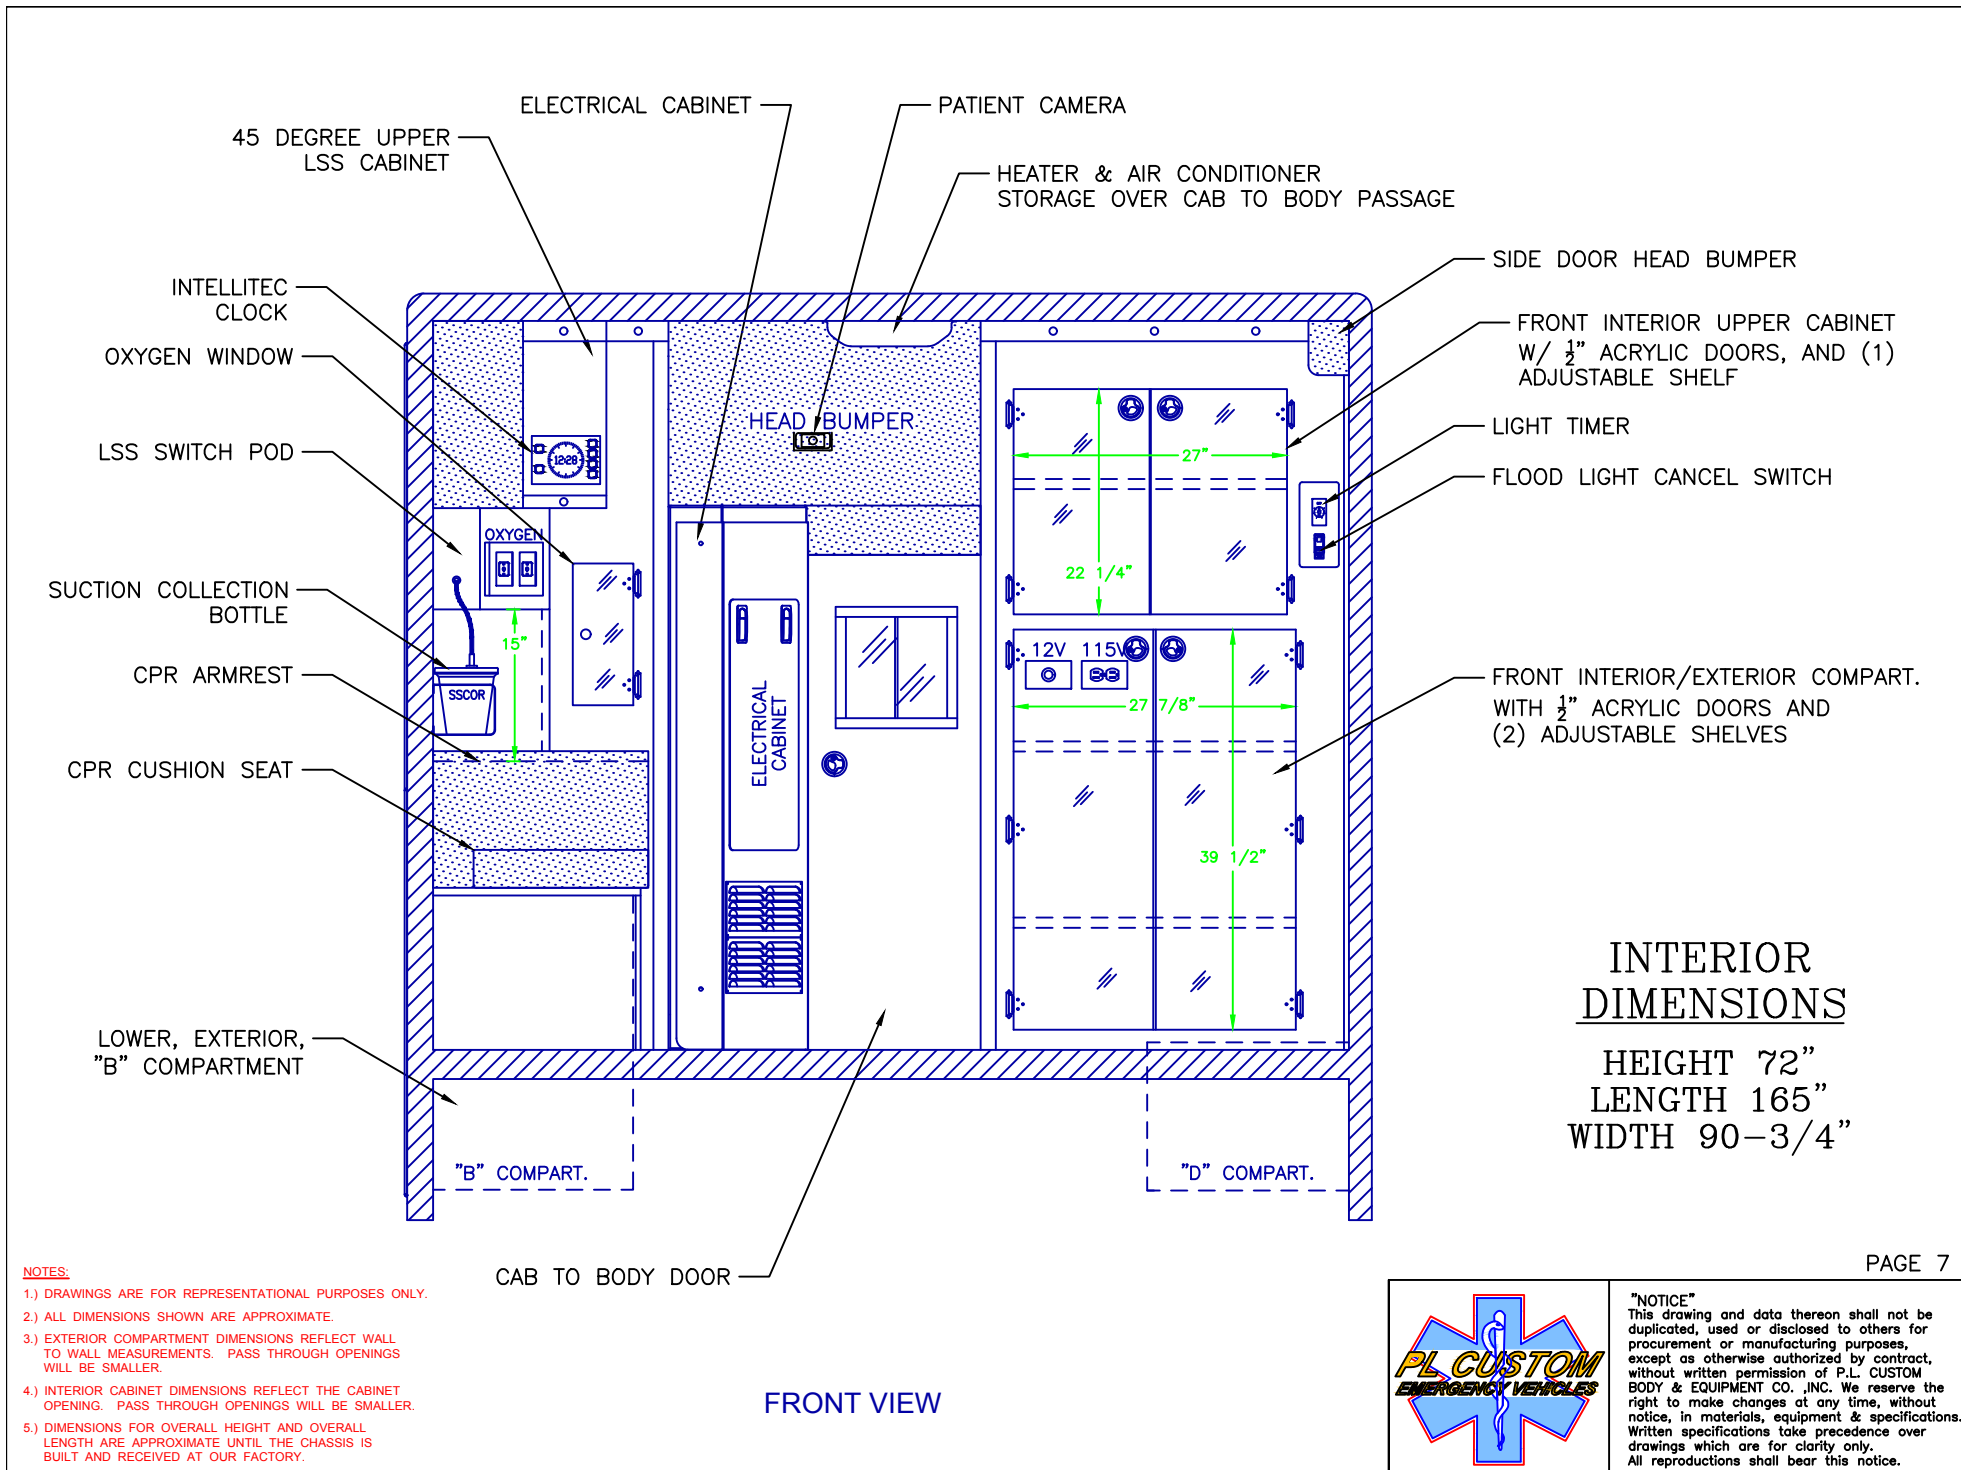 ELECTRICAL CABINET
PATIENT CAMERA
45 DEGREE UPPER
LSS CABINET
HEATER & AIR CONDITIONER
STORAGE OVER CAB TO BODY PASSAGE
SIDE DOOR HEAD BUMPER
INTELLITEC
CLOCK
FRONT INTERIOR UPPER CABINET
W/ ½" ACRYLIC DOORS, AND (1)
ADJUSTABLE SHELF
OXYGEN WINDOW
LIGHT TIMER
LSS SWITCH POD
FLOOD LIGHT CANCEL SWITCH
HEAD BUMPER
12:28
27"
OXYGEN
22 1/4"
SUCTION COLLECTION
BOTTLE
15"
12V 115V
CPR ARMREST
SSCOR
FRONT INTERIOR/EXTERIOR COMPART.
WITH ½" ACRYLIC DOORS AND
(2) ADJUSTABLE SHELVES
27 7/8"
ELECTRICAL
CABINET
CPR CUSHION SEAT
39 1/2"
INTERIOR
DIMENSIONS
HEIGHT 72"
LENGTH 165"
WIDTH 90-3/4"
LOWER, EXTERIOR,
"B" COMPARTMENT
"B" COMPART.
"D" COMPART.
CAB TO BODY DOOR
PAGE 7
NOTES:
1.) DRAWINGS ARE FOR REPRESENTATIONAL PURPOSES ONLY.
2.) ALL DIMENSIONS SHOWN ARE APPROXIMATE.
3.) EXTERIOR COMPARTMENT DIMENSIONS REFLECT WALL
TO WALL MEASUREMENTS. PASS THROUGH OPENINGS
WILL BE SMALLER.
4.) INTERIOR CABINET DIMENSIONS REFLECT THE CABINET
OPENING. PASS THROUGH OPENINGS WILL BE SMALLER.
5.) DIMENSIONS FOR OVERALL HEIGHT AND OVERALL
LENGTH ARE APPROXIMATE UNTIL THE CHASSIS IS
BUILT AND RECEIVED AT OUR FACTORY.
FRONT VIEW
PL CUSTOM
EMERGENCY VEHICLES
"NOTICE"
This drawing and data thereon shall not be
duplicated, used or disclosed to others for
procurement or manufacturing purposes,
except as otherwise authorized by contract,
without written permission of P.L. CUSTOM
BODY & EQUIPMENT CO. ,INC. We reserve the
right to make changes at any time, without
notice, in materials, equipment & specifications.
Written specifications take precedence over
drawings which are for clarity only.
All reproductions shall bear this notice.